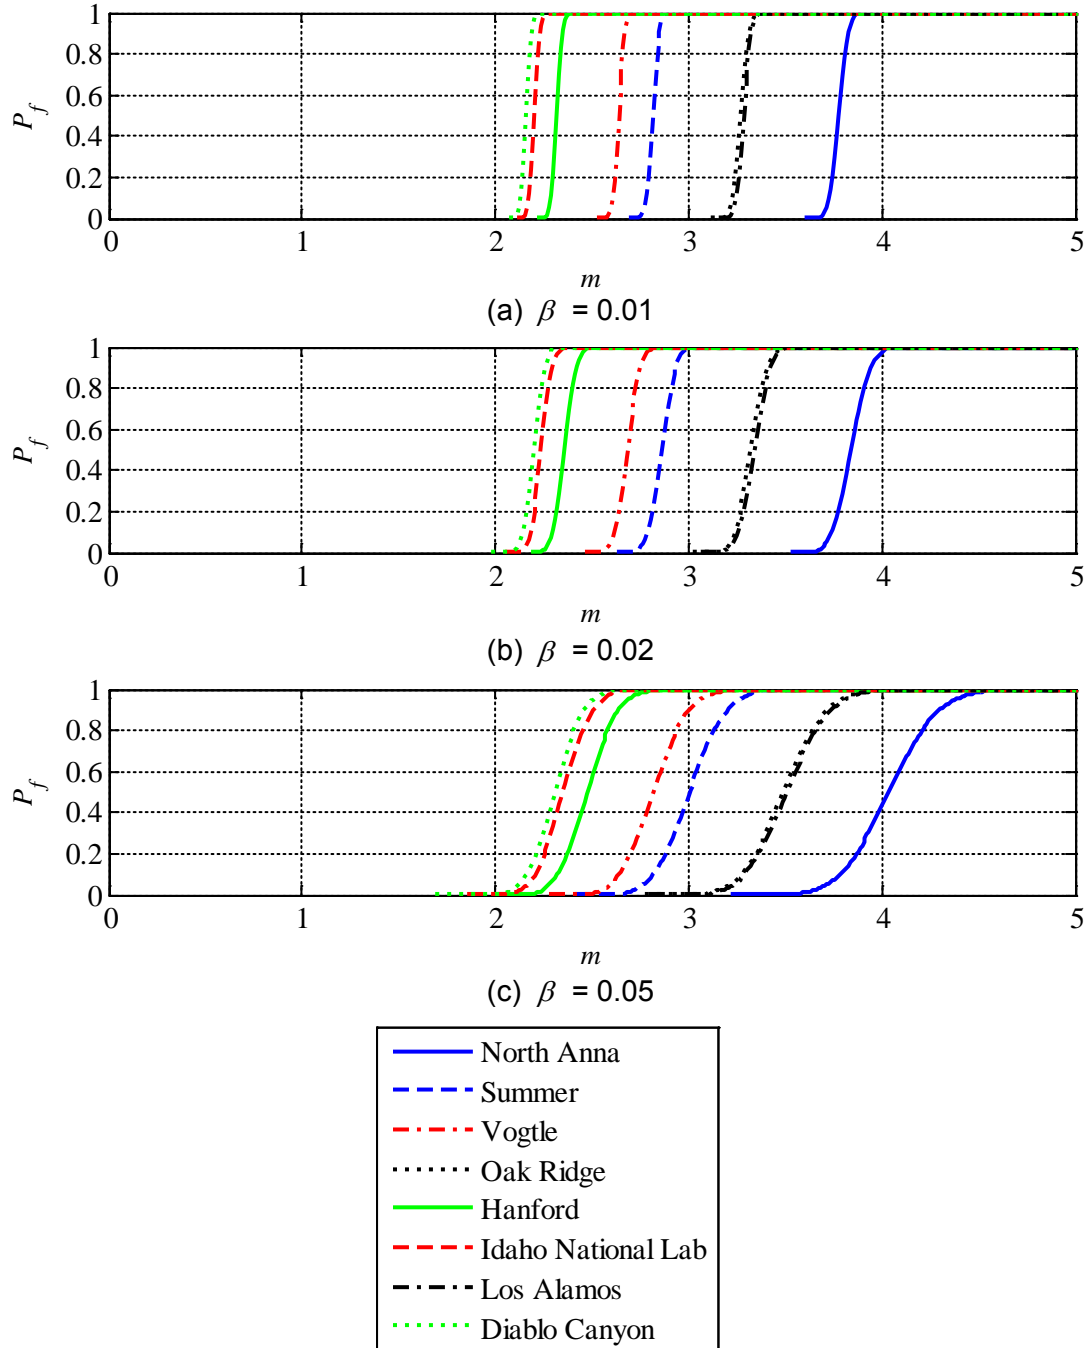 1
0.8
0.6
0.4
0.2
0
P_f
0 1 2 3 4 5
m
(a) β = 0.01
1
0.8
0.6
0.4
0.2
0
P_f
0 1 2 3 4 5
m
(b) β = 0.02
1
0.8
0.6
0.4
0.2
0
P_f
0 1 2 3 4 5
m
(c) β = 0.05
North Anna
Summer
Vogtle
Oak Ridge
Hanford
Idaho National Lab
Los Alamos
Diablo Canyon